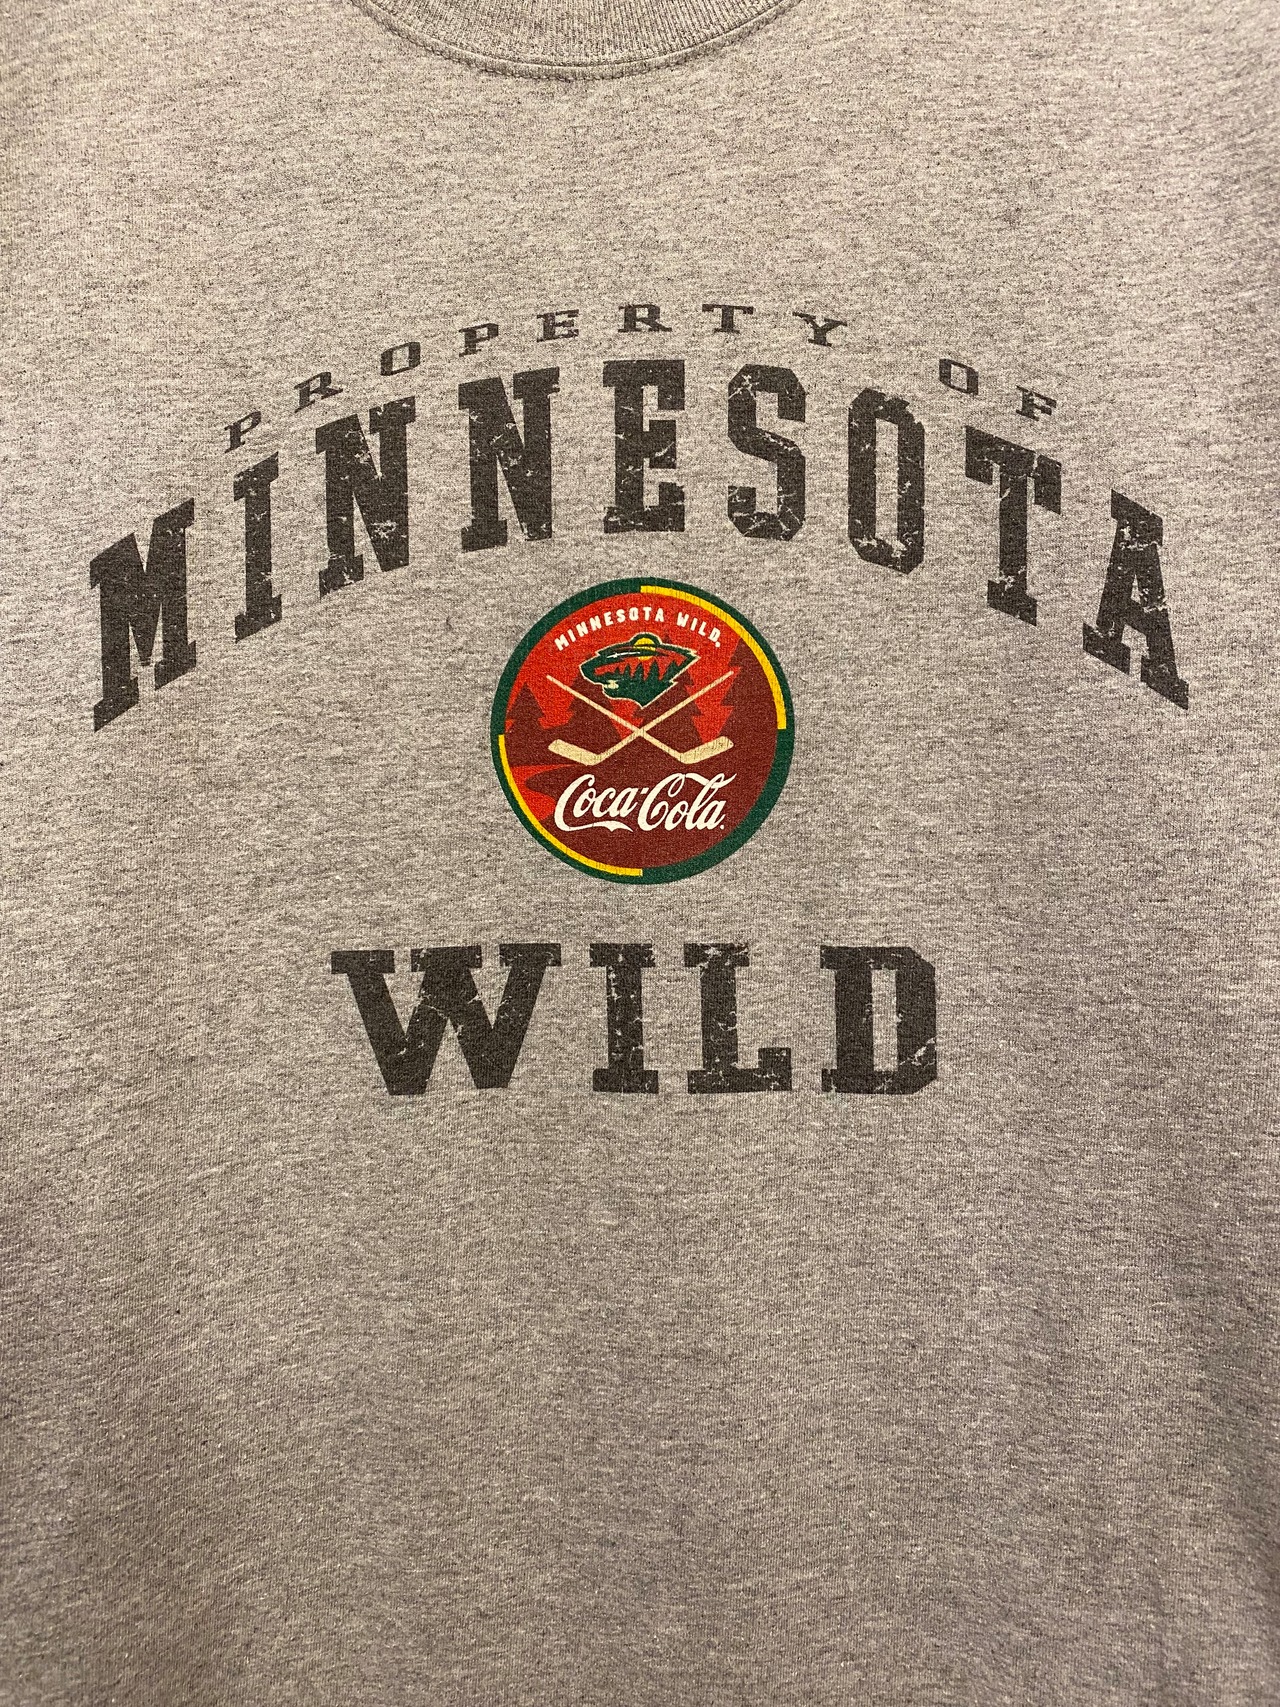 PROPERTY OF
MINNESOTA
MINNESOTA WILD.
Coca-Cola.
WILD